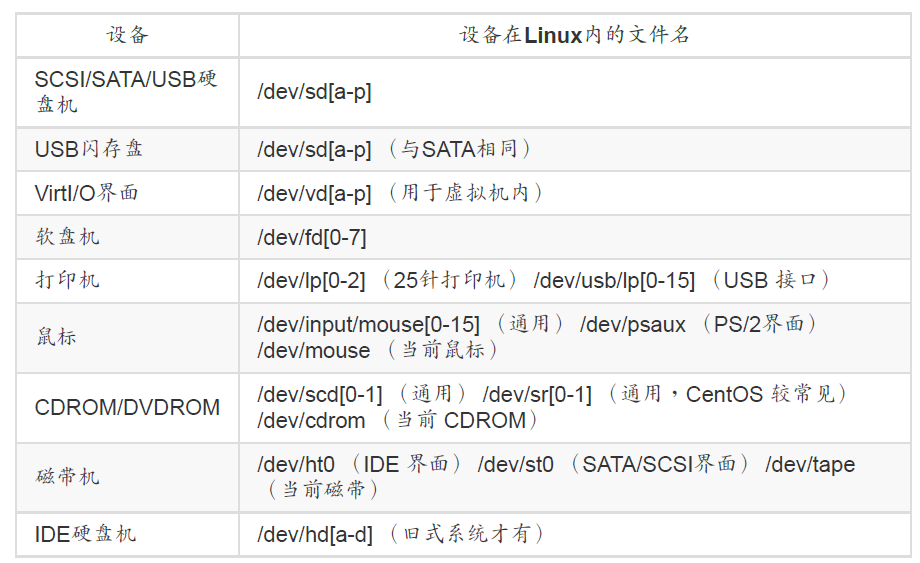 设备 设备在Linux内的文件名
SCSI/SATA/USB硬
盘机 /dev/sd[a-p]
USB闪存盘 /dev/sd[a-p] （与SATA相同）
VirtI/O界面 /dev/vd[a-p] （用于虚拟机内）
软盘机 /dev/fd[0-7]
打印机 /dev/lp[0-2] （25针打印机） /dev/usb/lp[0-15] （USB 接口）
鼠标 /dev/input/mouse[0-15] （通用） /dev/psaux （PS/2界面）
/dev/mouse （当前鼠标）
CDROM/DVDROM /dev/scd[0-1] （通用） /dev/sr[0-1] （通用，CentOS 较常见）
/dev/cdrom （当前 CDROM）
磁带机 /dev/ht0 （IDE 界面） /dev/st0 （SATA/SCSI界面） /dev/tape
（当前磁带）
IDE硬盘机 /dev/hd[a-d] （旧式系统才有）